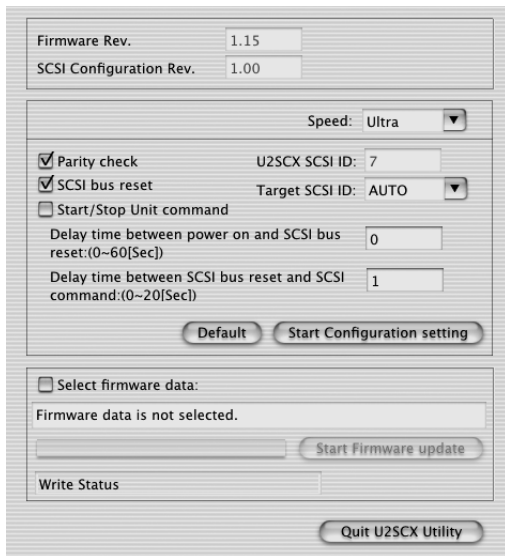 Firmware Rev. 1.15
SCSI Configuration Rev. 1.00
Speed: Ultra
Parity check U2SCX SCSI ID: 7
SCSI bus reset Target SCSI ID: AUTO
Start/Stop Unit command
Delay time between power on and SCSI bus 0
reset:(0~60[Sec])
Delay time between SCSI bus reset and SCSI 1
command:(0~20[Sec])
Default Start Configuration setting
Select firmware data:
Firmware data is not selected.
Start Firmware update
Write Status
Quit U2SCX Utility